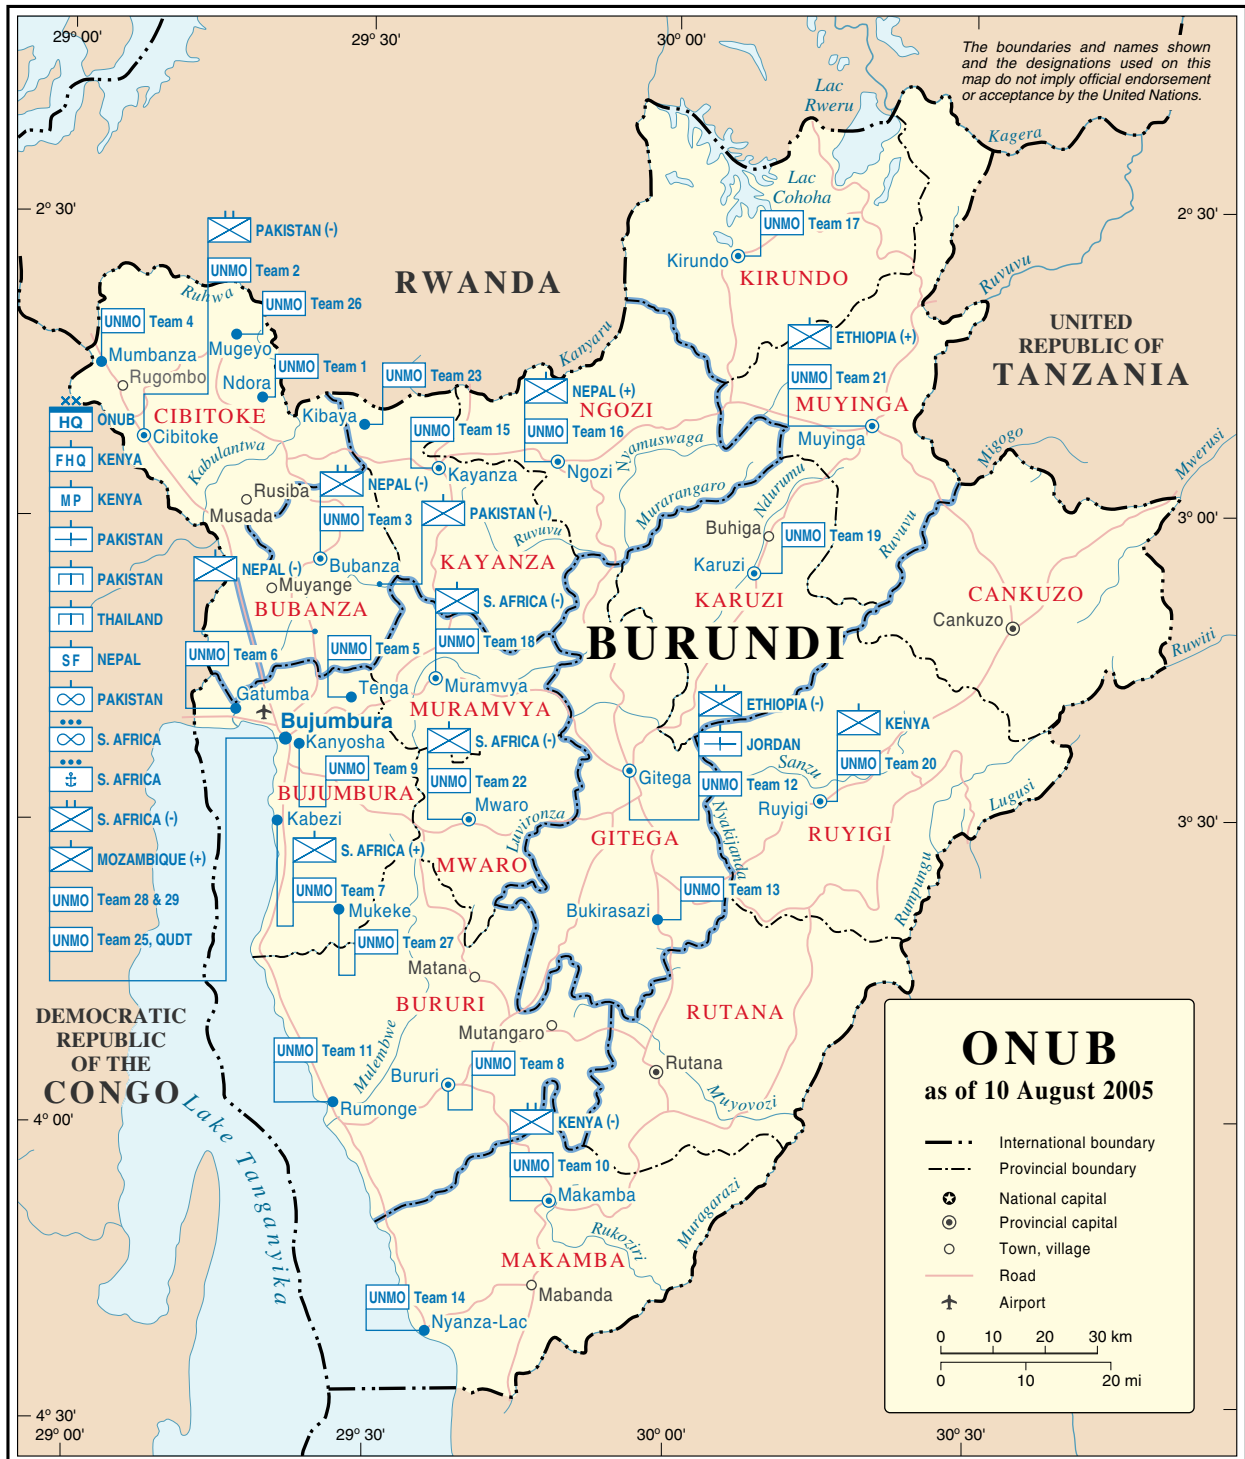 29° 00'
29° 30'
30° 00'
The boundaries and names shown
and the designations used on this
map do not imply official endorsement
or acceptance by the United Nations.
Lac
Rweru
Kagera
Lac
Cohoha
2° 30'
2° 30'
UNMO Team 17
PAKISTAN (-)
Kirundo
KIRUNDO
Ruvuvu
UNMO Team 2
RWANDA
Ruhwa
UNMO Team 26
UNMO Team 4
Mumbanza
Mugeyo
Kanyaru
ETHIOPIA (+)
UNITED
REPUBLIC OF
TANZANIA
UNMO Team 1
Rugombo
Ndora
UNMO Team 23
UNMO Team 21
NEPAL (+)
NGOZI
MUYINGA
HQ ONUB
CIBITOKE
Kibaya
Cibitoke
UNMO Team 15
UNMO Team 16
Muyinga
Kabulantwa
Nyamuswaga
Migogo
Mwerusi
FHQ KENYA
Kayanza
Ngozi
NEPAL (-)
Rusiba
Murarangaro
Ndurumu
MP KENYA
Musada
UNMO Team 3
PAKISTAN (-)
Ruvuvu
Buhiga
Ruvuvu
3° 00'
PAKISTAN
UNMO Team 19
Bubanza
KAYANZA
Karuzi
NEPAL (-)
Muyange
PAKISTAN
BUBANZA
S. AFRICA (-)
KARUZI
CANKUZO
THAILAND
Cankuzo
BURUNDI
UNMO Team 18
UNMO Team 6
UNMO Team 5
Ruwiti
SF NEPAL
Gatumba
Tenga
Muramvya
PAKISTAN
MURAMVYA
ETHIOPIA (-)
KENYA
Bujumbura
Kanyosha
S. AFRICA (-)
JORDAN
S. AFRICA
UNMO Team 9
UNMO Team 22
Gitega
UNMO Team 12
Sanzu
UNMO Team 20
S. AFRICA
BUJUMBURA
Mwaro
Ruyigi
Lugusi
S. AFRICA (-)
Kabezi
Luvironza
GITEGA
Nyakijanda
RUYIGI
3° 30'
MOZAMBIQUE (+)
S. AFRICA (+)
MWARO
UNMO Team 28 & 29
UNMO Team 7
UNMO Team 13
Rumpungu
Mukeke
Bukirasazi
UNMO Team 25, QUDT
UNMO Team 27
Matana
BURURI
RUTANA
DEMOCRATIC
REPUBLIC
OF THE
CONGO
Mutangaro
UNMO Team 11
Mulembwe
UNMO Team 8
Bururi
Rutana
Rumonge
Muyovozi
4° 00'
KENYA (-)
Lake Tanganyika
UNMO Team 10
Makamba
Muragarazi
Rukoziri
MAKAMBA
UNMO Team 14
Mabanda
Nyanza-Lac
ONUB
as of 10 August 2005
International boundary
Provincial boundary
National capital
Provincial capital
Town, village
Road
Airport
0 10 20 30 km
0 10 20 mi
4° 30'
29° 00'
29° 30'
30° 00'
30° 30'